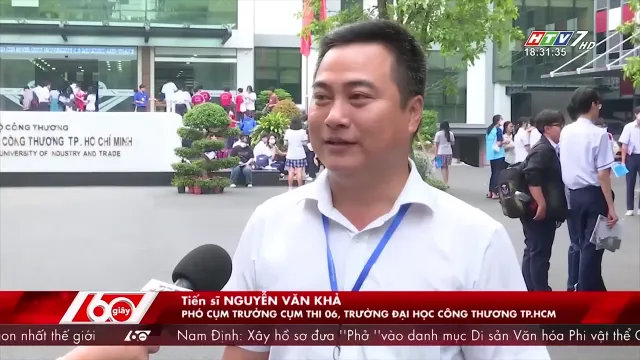 HTV7 HD
18:31:35
BỘ CÔNG THƯƠNG
CÔNG THƯƠNG TP. HỒ CHÍ MINH
UNIVERSITY OF INDUSTRY AND TRADE
60 giây
Tiến sĩ NGUYỄN VĂN KHẢ
PHÓ CỤM TRƯỞNG CỤM THI 06, TRƯỜNG ĐẠI HỌC CÔNG THƯƠNG TP.HCM
on nhất thế giới 60s Nam Định: Xây hồ sơ đưa ''Phở'' vào danh mục Di sản Văn hóa Phi vật thể